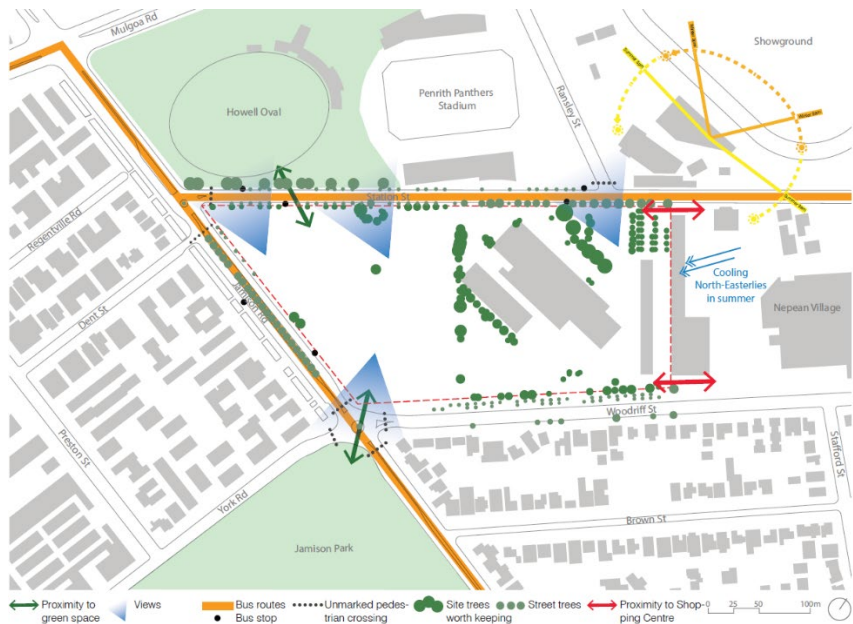 Mulgoa Rd
Showground
Howell Oval
Penrith Panthers
Stadium
Ransley St
Station St
Regentville Rd
Jamison Rd
Cooling
North-Easterlies
in summer
Nepean Village
Dent St
Woodriff St
Preston St
Stafford St
York Rd
Brown St
Jamison Park
Proximity to
green space
Views
Bus routes
Bus stop
Unmarked pedes-
trian crossing
Site trees
worth keeping
Street trees
Proximity to Shop-
ping Centre
0 25 50 100m